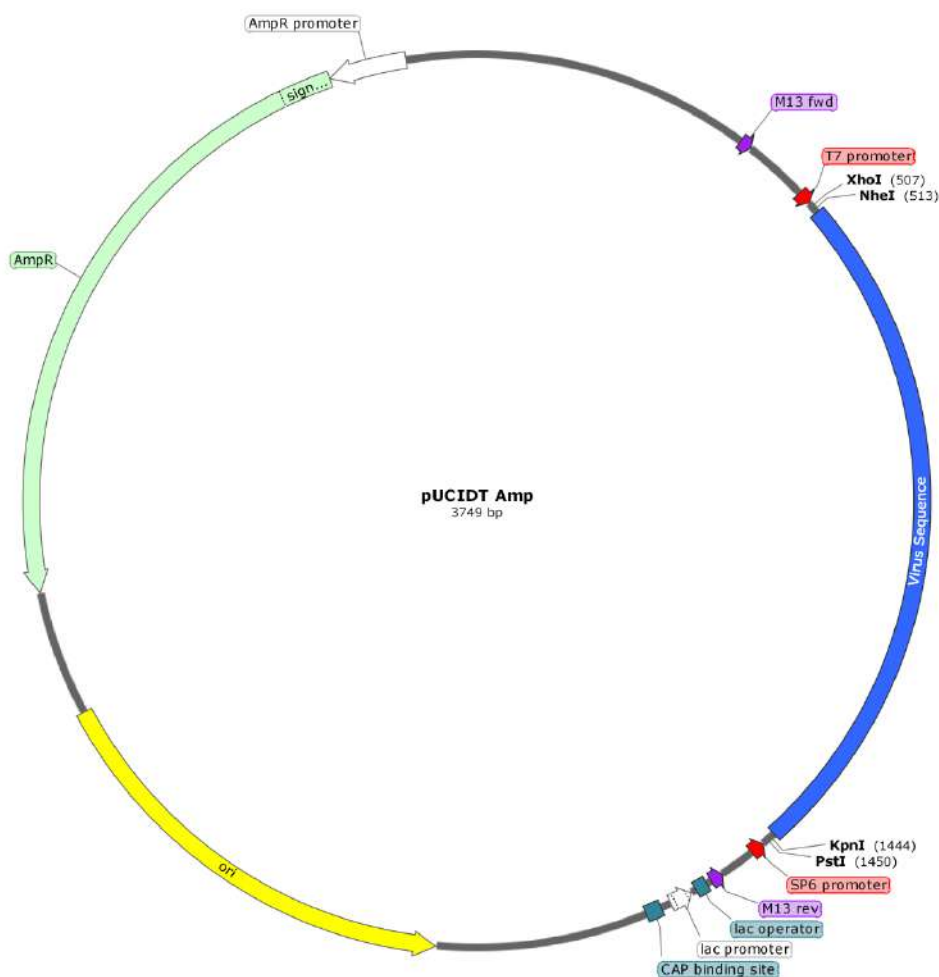 AmpR promoter
sign...
M13 fwd
T7 promoter
XhoI (507)
NheI (513)
AmpR
pUCIDT Amp
3749 bp
Virus Sequence
ori
KpnI (1444)
PstI (1450)
SP6 promoter
M13 rev
lac operator
lac promoter
CAP binding site